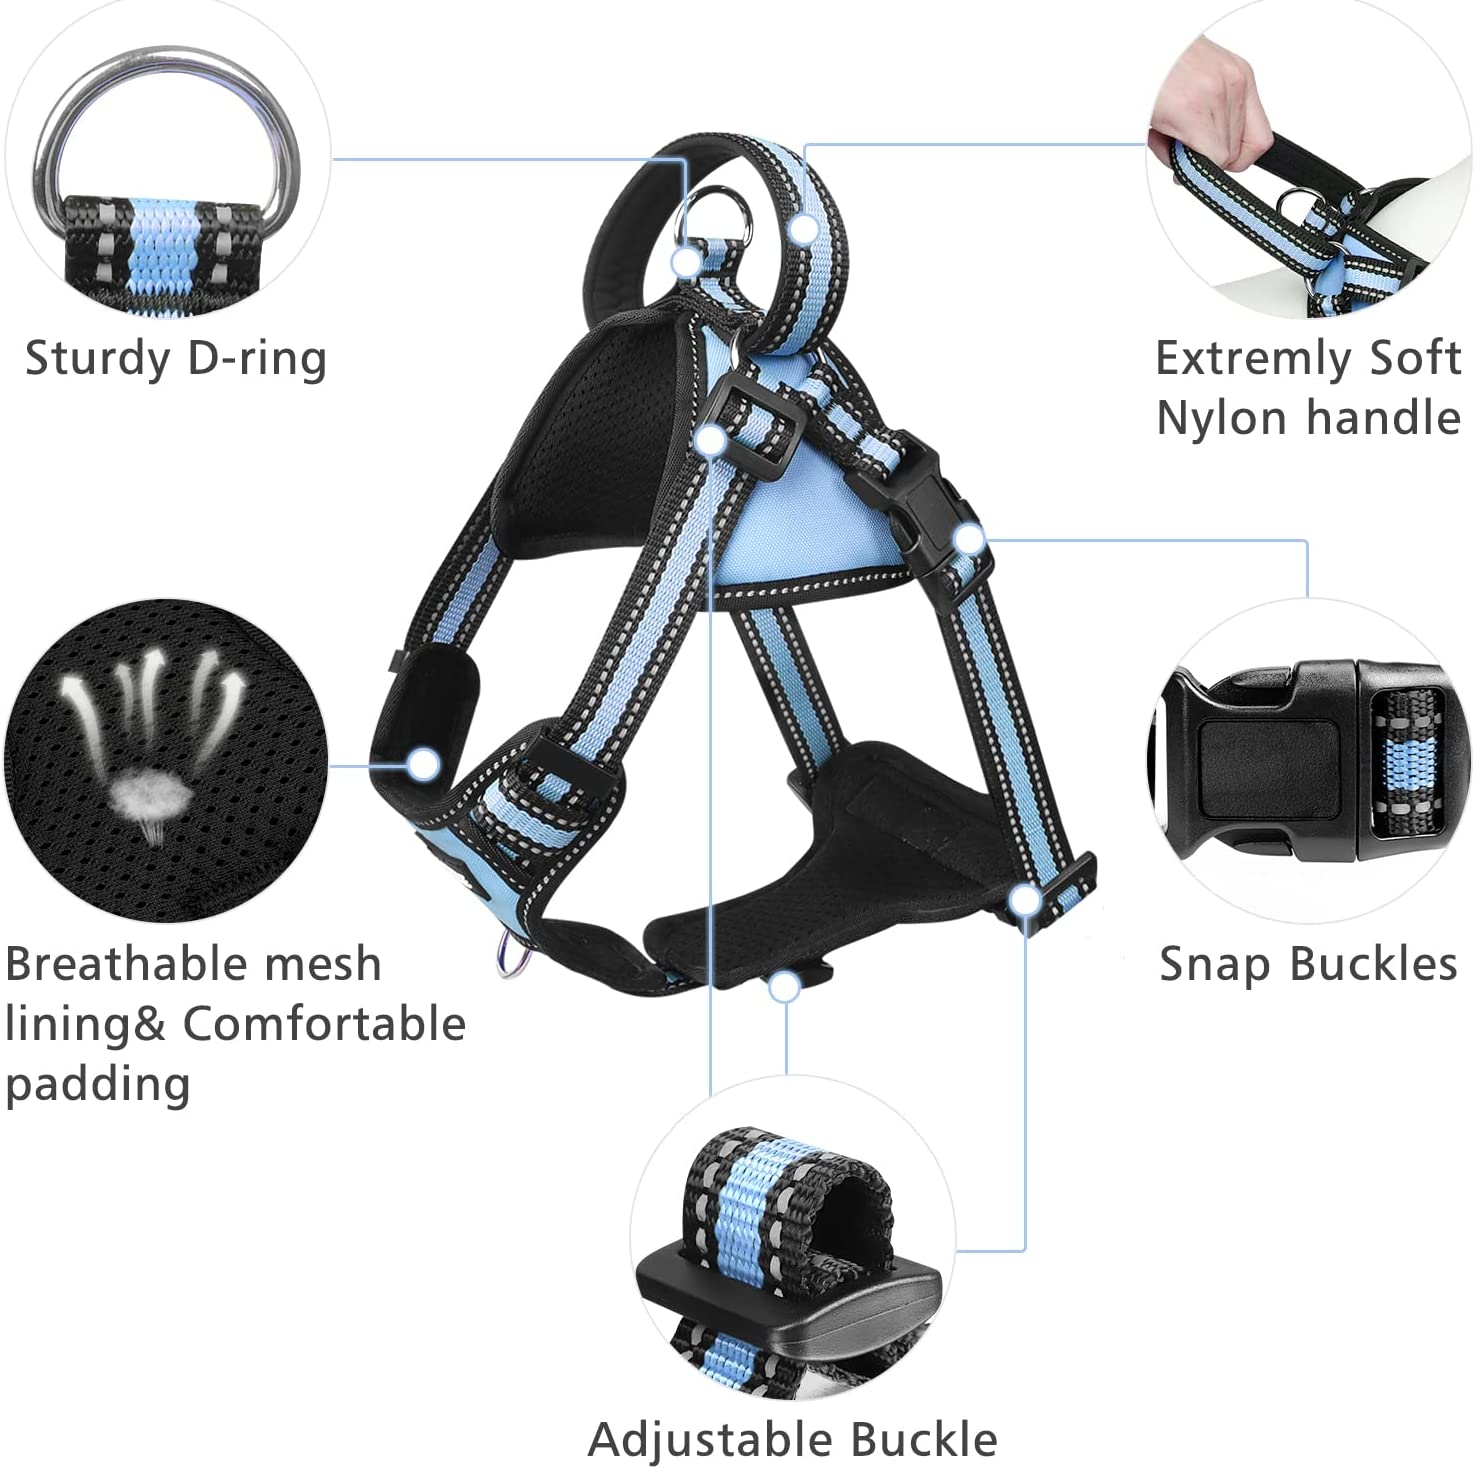 Sturdy D-ring
Extremly Soft
Nylon handle
Breathable mesh
lining& Comfortable
padding
Snap Buckles
Adjustable Buckle